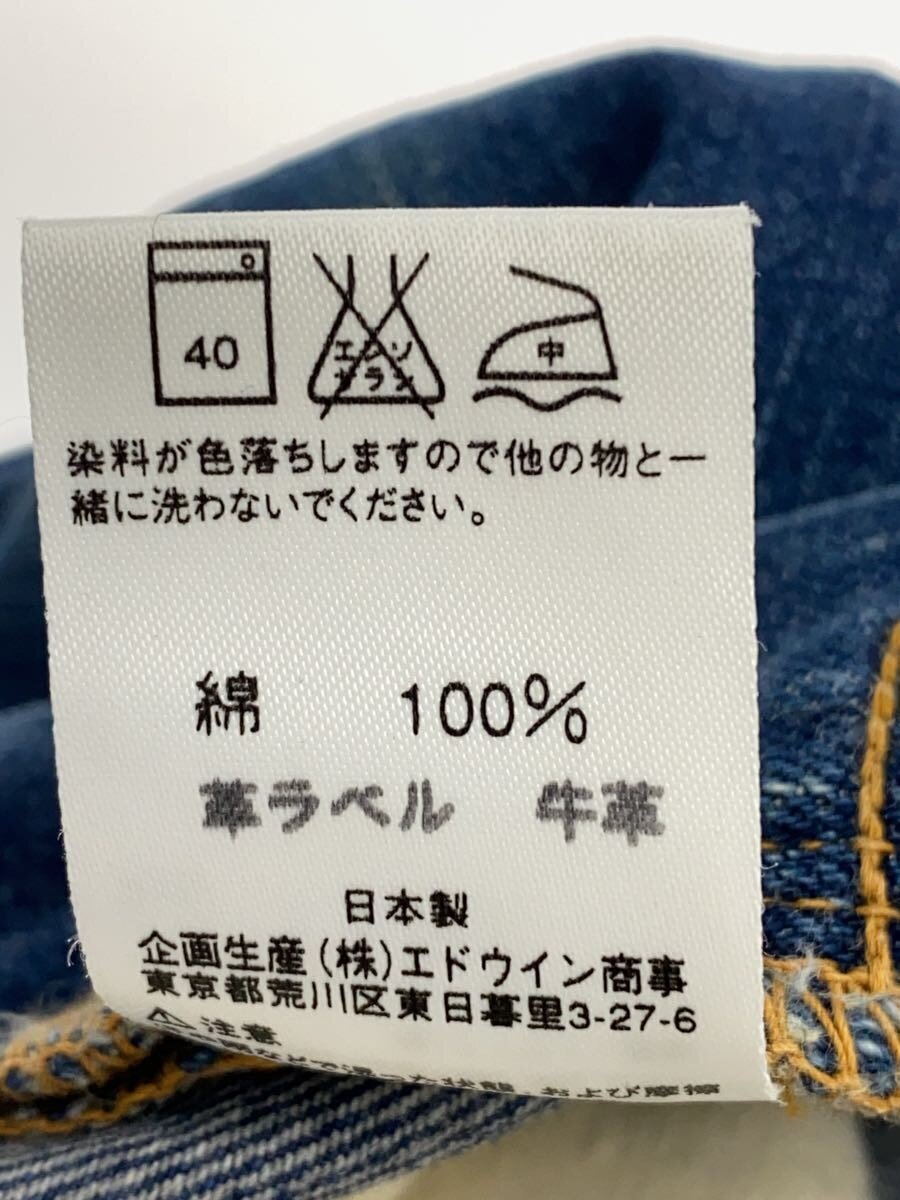 40
エンソ
サラシ
中
染料が色落ちしますので他の物と一
緒に洗わないでください。
綿 100%
革ラベル 牛革
日本製
企画生産(株)エドウイン商事
東京都荒川区東日暮里3-27-6
⚠注意